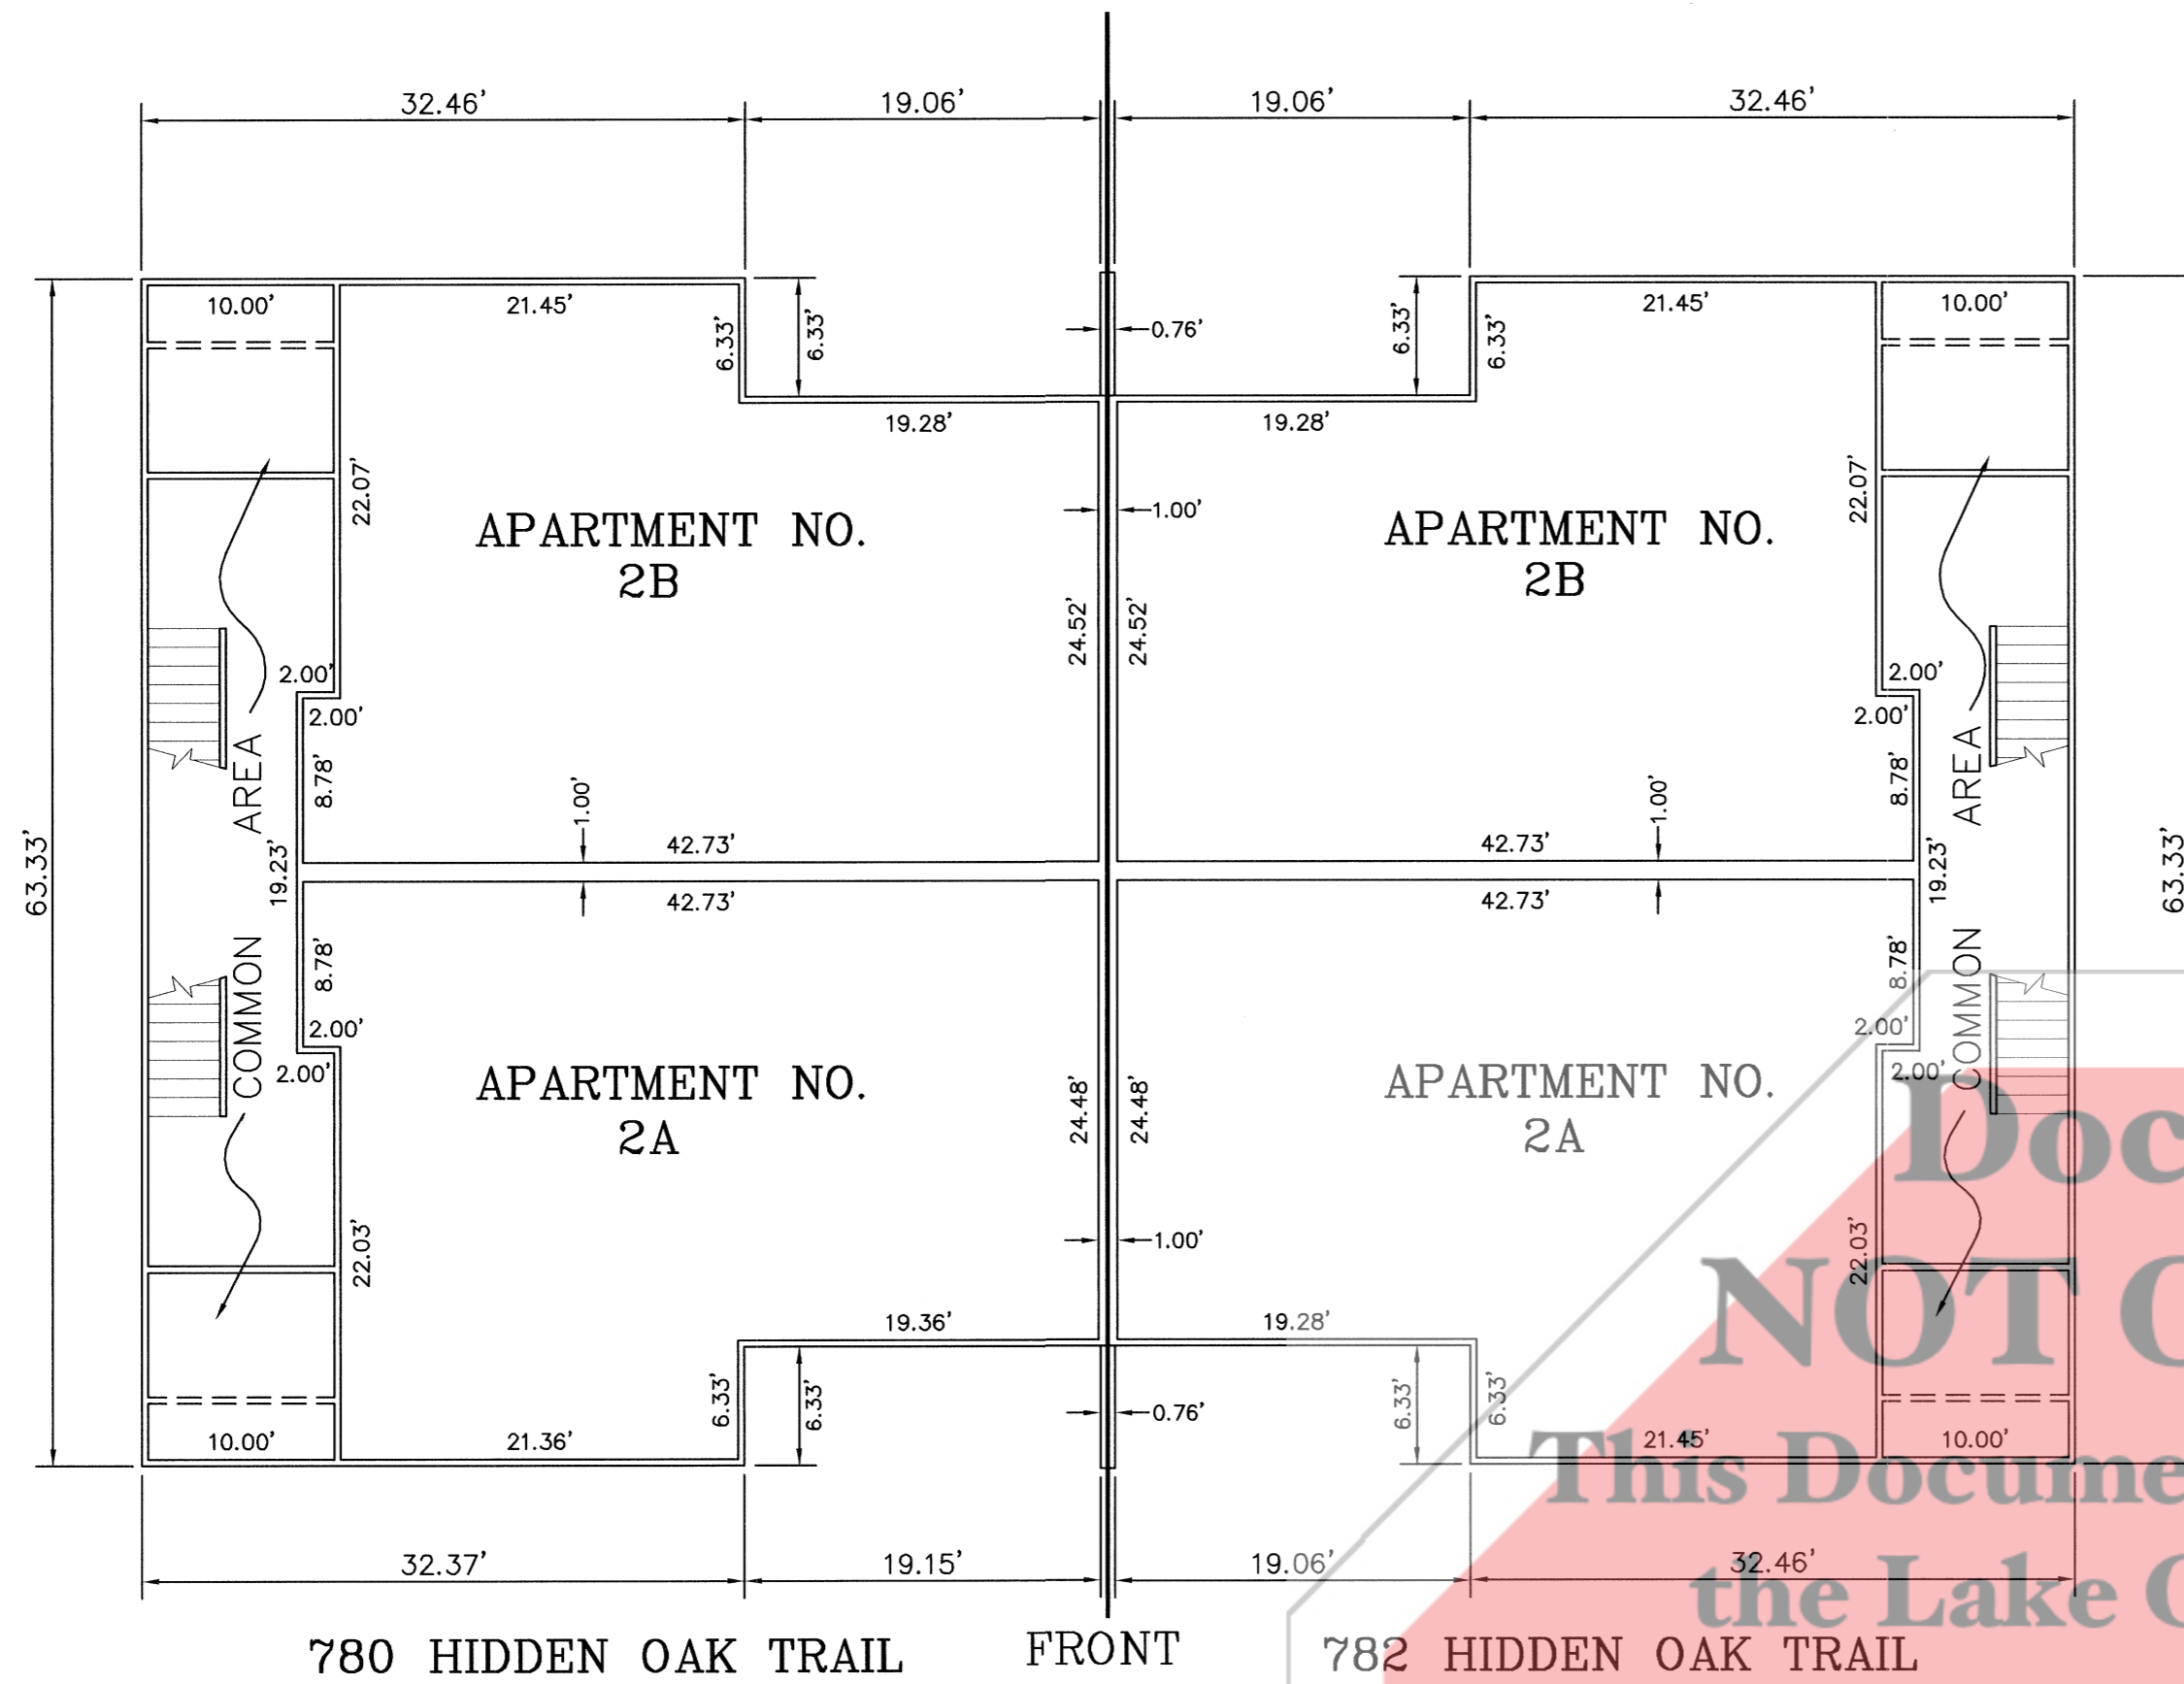 32.46' 19.06' 19.06' 32.46'
10.00' 21.45' 6.33' 6.33' 0.76' 6.33' 6.33' 21.45' 10.00'
19.28' 19.28'
22.07' 1.00' 22.07'
APARTMENT NO. APARTMENT NO.
2B 2B
24.52' 24.52'
2.00' 2.00'
2.00' 2.00'
8.78' 8.78'
COMMON AREA COMMON AREA
1.00' 1.00'
42.73' 42.73'
63.33' 19.23' 19.23' 63.33'
42.73' 42.73'
8.78' 8.78'
2.00' 2.00'
2.00' 2.00'
APARTMENT NO. APARTMENT NO.
2A 2A
24.48' 24.48'
22.03' 1.00' 22.03'
19.36' 19.28'
6.33' 6.33' 0.76' 6.33' 6.33'
10.00' 21.36' 21.45' 10.00'
32.37' 19.15' 19.06' 32.46'
780 HIDDEN OAK TRAIL FRONT 782 HIDDEN OAK TRAIL
Doc
NOT O
This Docume
the Lake C